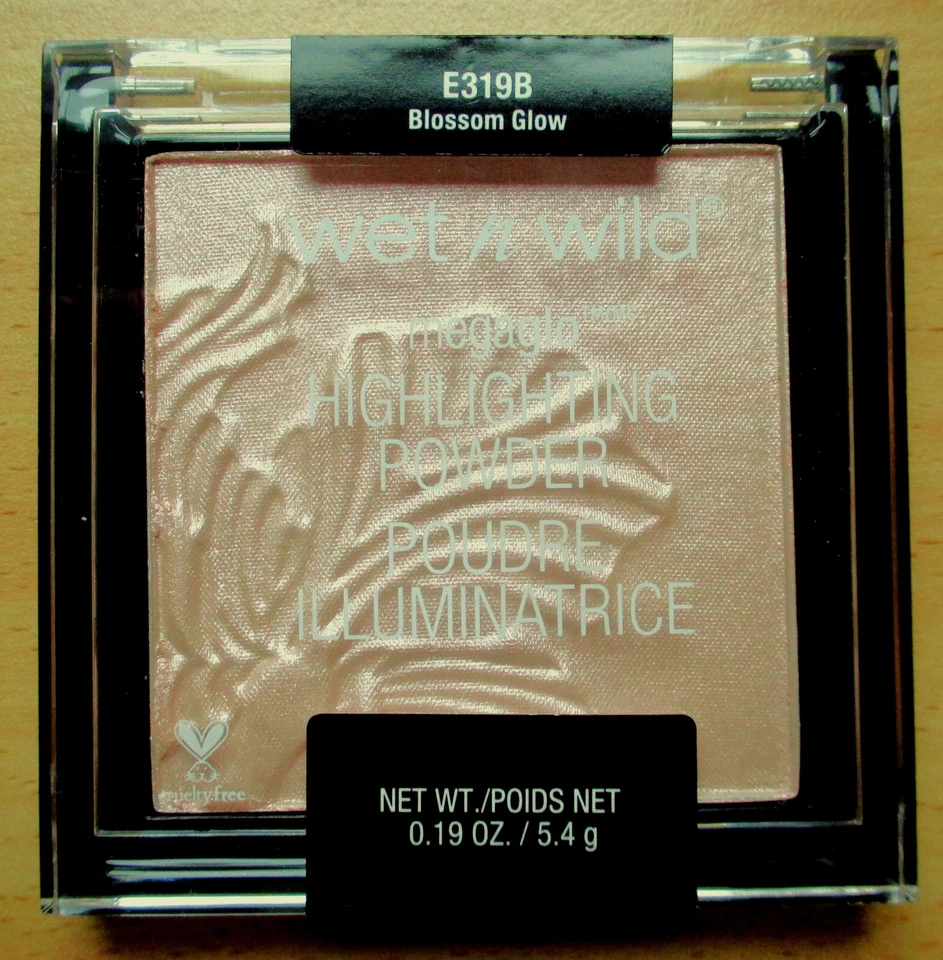 E319B
Blossom Glow
wet n wild®
megaglo
HIGHLIGHTING
POWDER
POUDRE
ILLUMINATRICE
cruelty.free
NET WT./POIDS NET
0.19 OZ. / 5.4 g